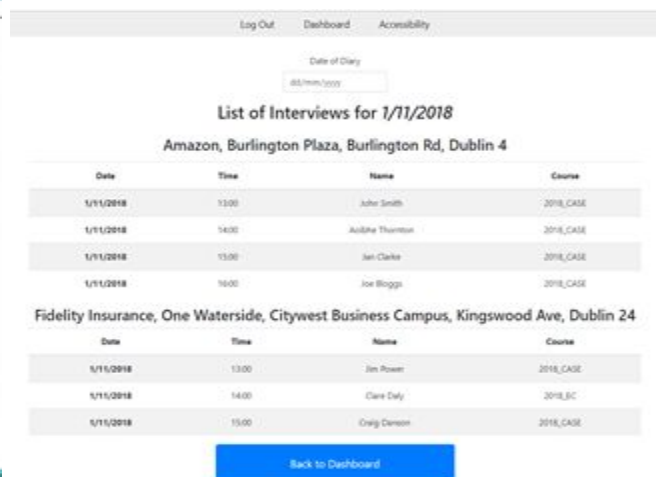 Log Out Dashboard Accessibility
Date of Diary
dd/mm/yyyy
List of Interviews for 1/11/2018
Amazon, Burlington Plaza, Burlington Rd, Dublin 4
Date Time Name Course
1/11/2018 13:00 John Smith 2018_CASE
1/11/2018 14:00 Thornton 2018_CASE
1/11/2018 15:00 Jan Clarke 2018_CASE
1/11/2018 16:00 Joe Bloggs 2018_CASE
Fidelity Insurance, One Waterside, Citywest Business Campus, Kingswood Ave, Dublin 24
Date Time Name Course
1/11/2018 13:00 Jim Power 2018_CASE
1/11/2018 14:00 Clare Daly 2018_EC
1/11/2018 15:00 Craig 2018_CASE
Back to Dashboard